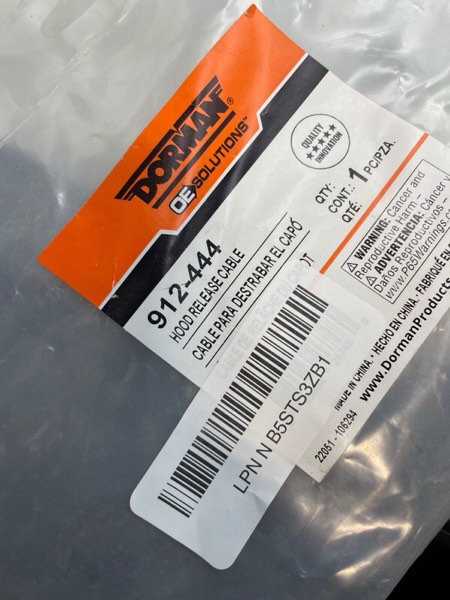 DORMAN®
OE SOLUTIONS™
QUALITY
INNOVATION
912-444
HOOD RELEASE CABLE
CABLE PARA DESTRABAR EL CAPÓ
QTY:
CONT.: 1 PC/PZA.
QTÉ:
⚠ WARNING: Cancer and
Reproductive Harm –
⚠ ADVERTENCIA: Cáncer y
Daños Reproductivos –
www.P65Warnings.c
MADE IN CHINA. • HECHO EN CHINA. • FABRIQUÉ EN
www.DormanProducts
22051 - 106294
LPN N B5STS3ZB1